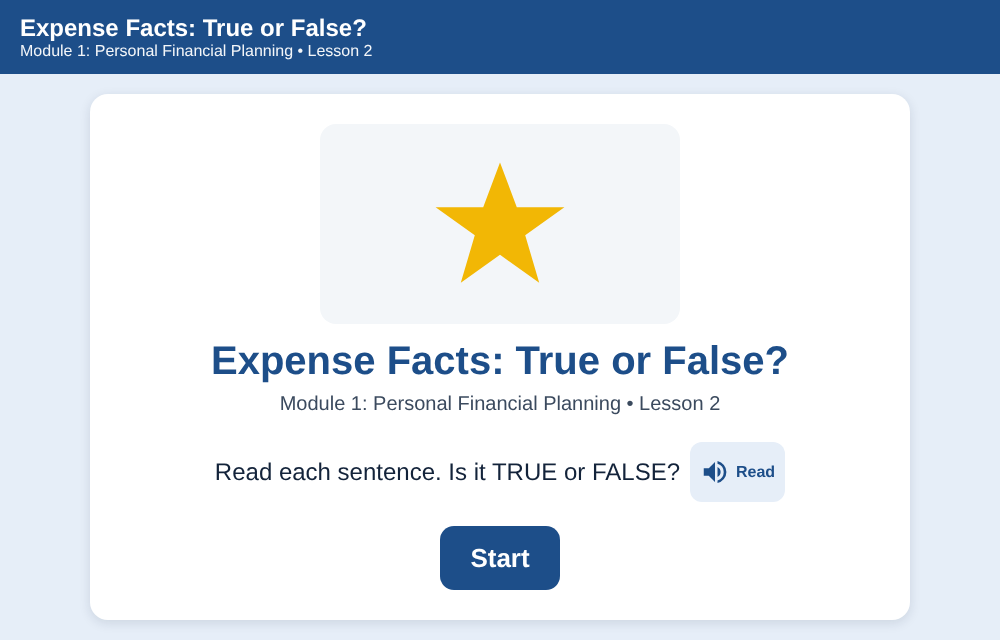 Expense Facts: True or False?
Module 1: Personal Financial Planning • Lesson 2
Expense Facts: True or False?
Module 1: Personal Financial Planning • Lesson 2
Read each sentence. Is it TRUE or FALSE? Read
Start